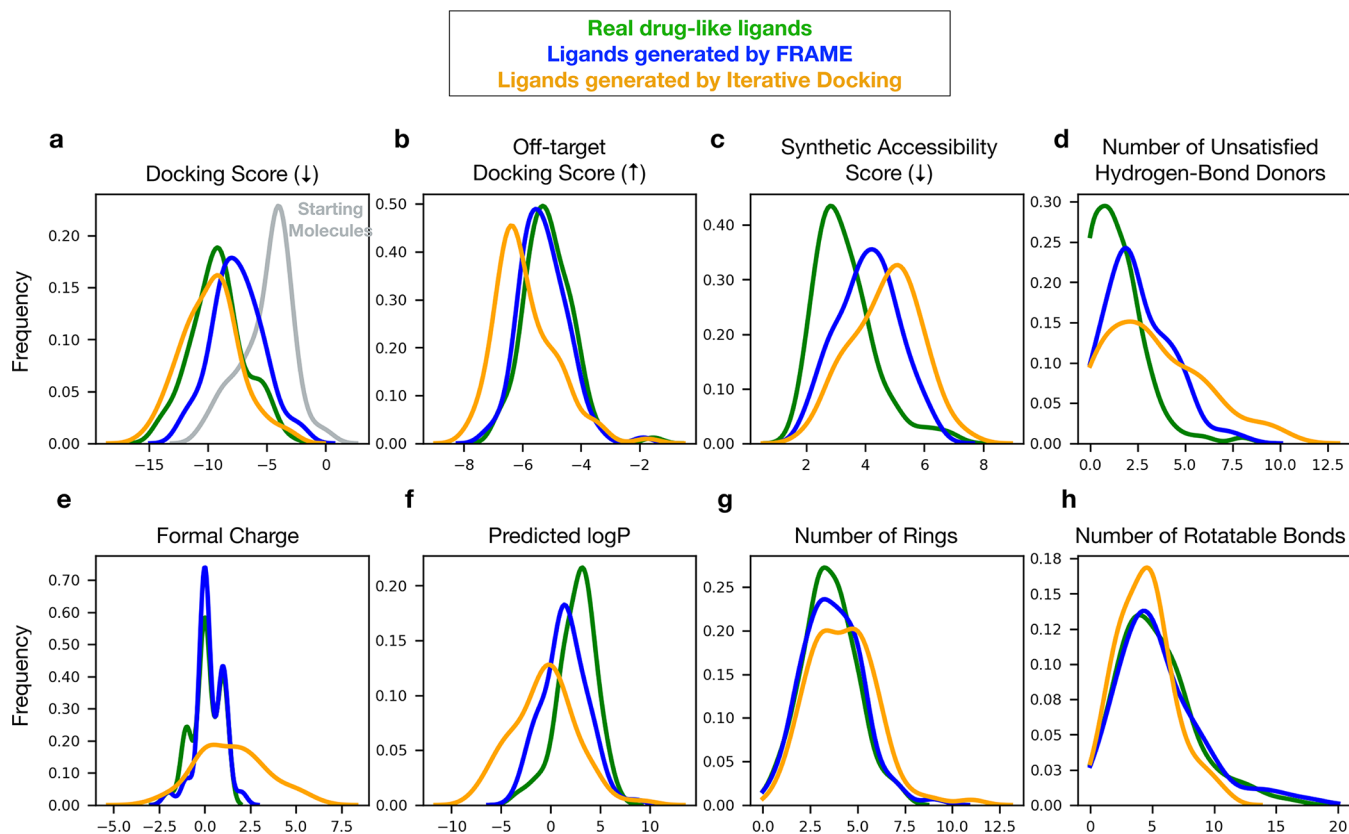 Real drug-like ligands
Ligands generated by FRAME
Ligands generated by Iterative Docking
a
Docking Score (↓)
Starting
Molecules
Frequency
0.20
0.15
0.10
0.05
0.00
−15 −10 −5 0
b
Off-target
Docking Score (↑)
0.50
0.40
0.30
0.20
0.10
0.00
−8 −6 −4 −2
c
Synthetic Accessibility
Score (↓)
0.40
0.30
0.20
0.10
0.00
2 4 6 8
d
Number of Unsatisfied
Hydrogen-Bond Donors
0.30
0.25
0.20
0.15
0.10
0.05
0.00
0.0 2.5 5.0 7.5 10.0 12.5
e
Formal Charge
Frequency
0.70
0.60
0.50
0.40
0.30
0.20
0.10
0.00
−5.0 −2.5 0.0 2.5 5.0 7.5
f
Predicted logP
0.20
0.15
0.10
0.05
0.00
−10 −5 0 5 10
g
Number of Rings
0.25
0.20
0.15
0.10
0.05
0.00
0.0 2.5 5.0 7.5 10.0 12.5
h
Number of Rotatable Bonds
0.18
0.15
0.12
0.10
0.08
0.05
0.03
0.00
0 5 10 15 20